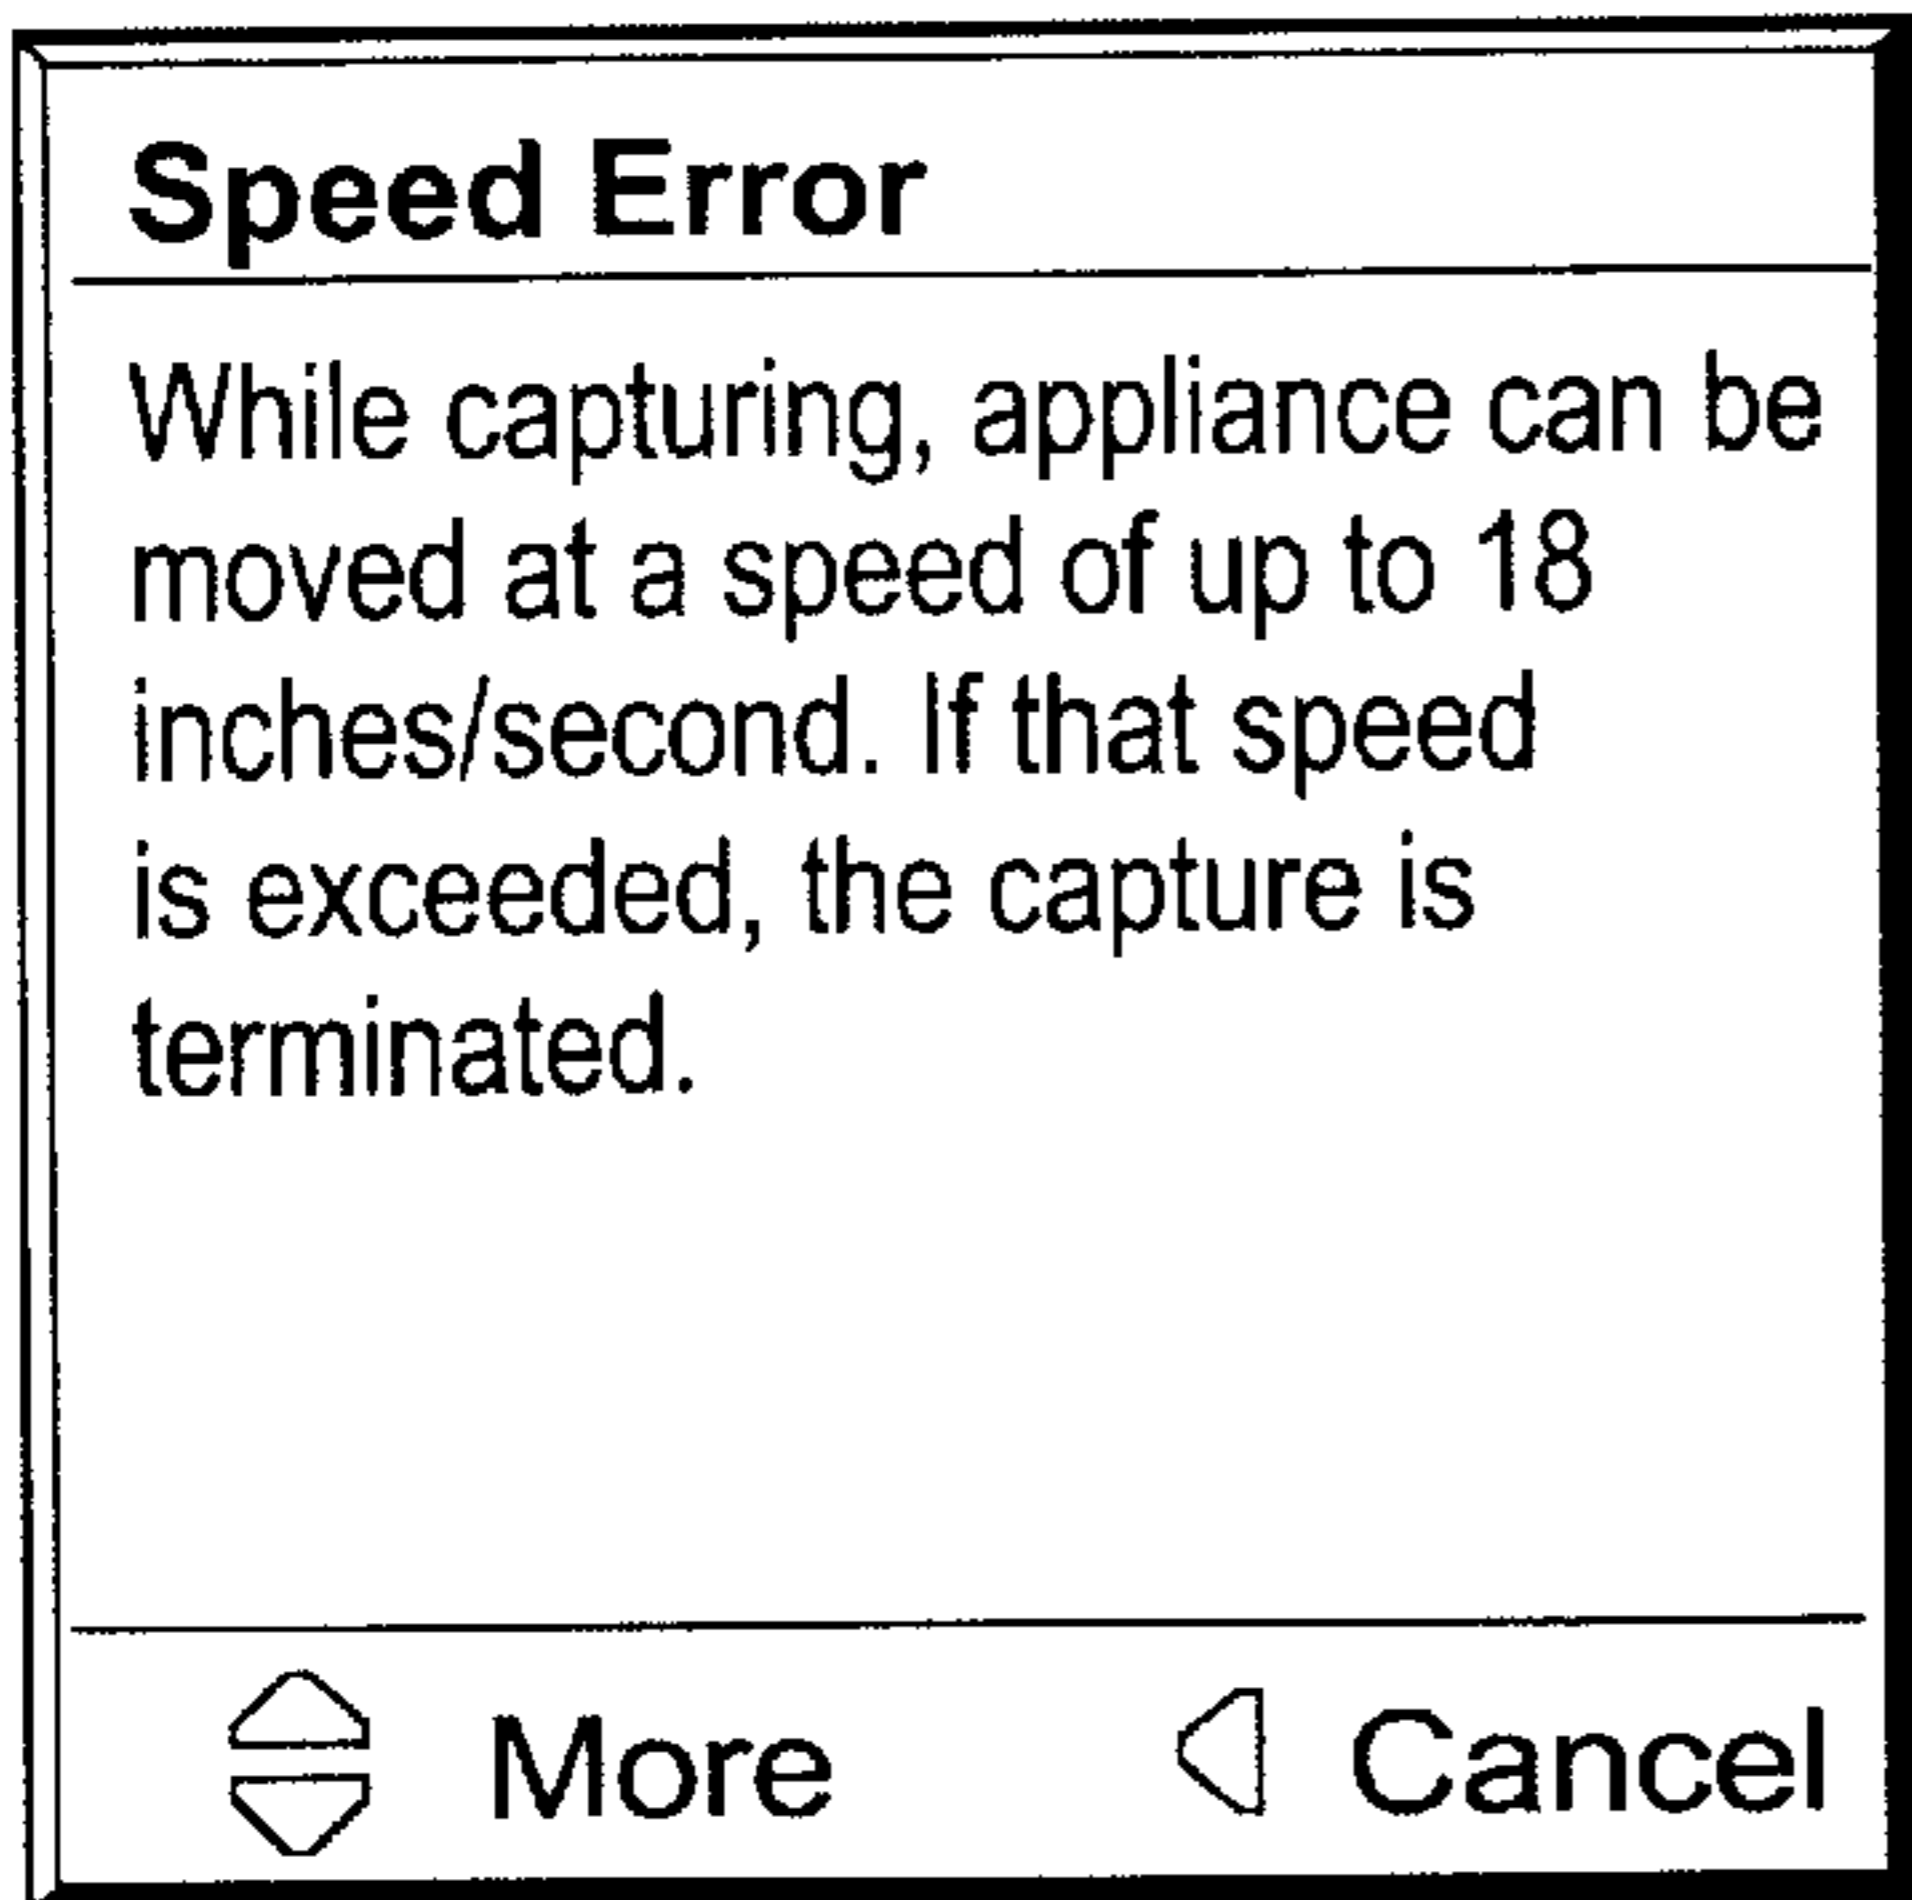 Speed Error
While capturing, appliance can be
moved at a speed of up to 18
inches/second. If that speed
is exceeded, the capture is
terminated.
More
Cancel